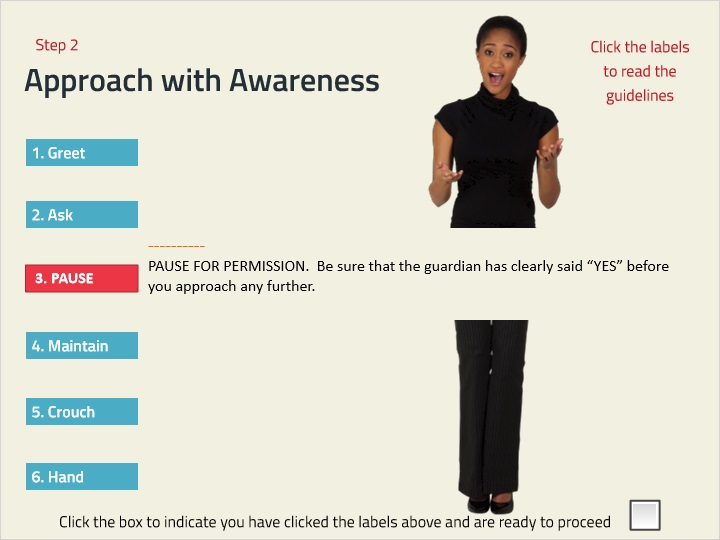 Step 2
Approach with Awareness
Click the labels
to read the
guidelines
1. Greet
2. Ask
----------
3. PAUSE
PAUSE FOR PERMISSION.  Be sure that the guardian has clearly said “YES” before
you approach any further.
4. Maintain
5. Crouch
6. Hand
Click the box to indicate you have clicked the labels above and are ready to proceed